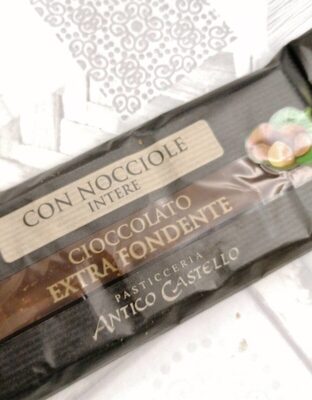 CON NOCCIOLE
INTERE
CIOCCOLATO
EXTRA FONDENTE
PASTICCERIA
ANTICO CASTELLO